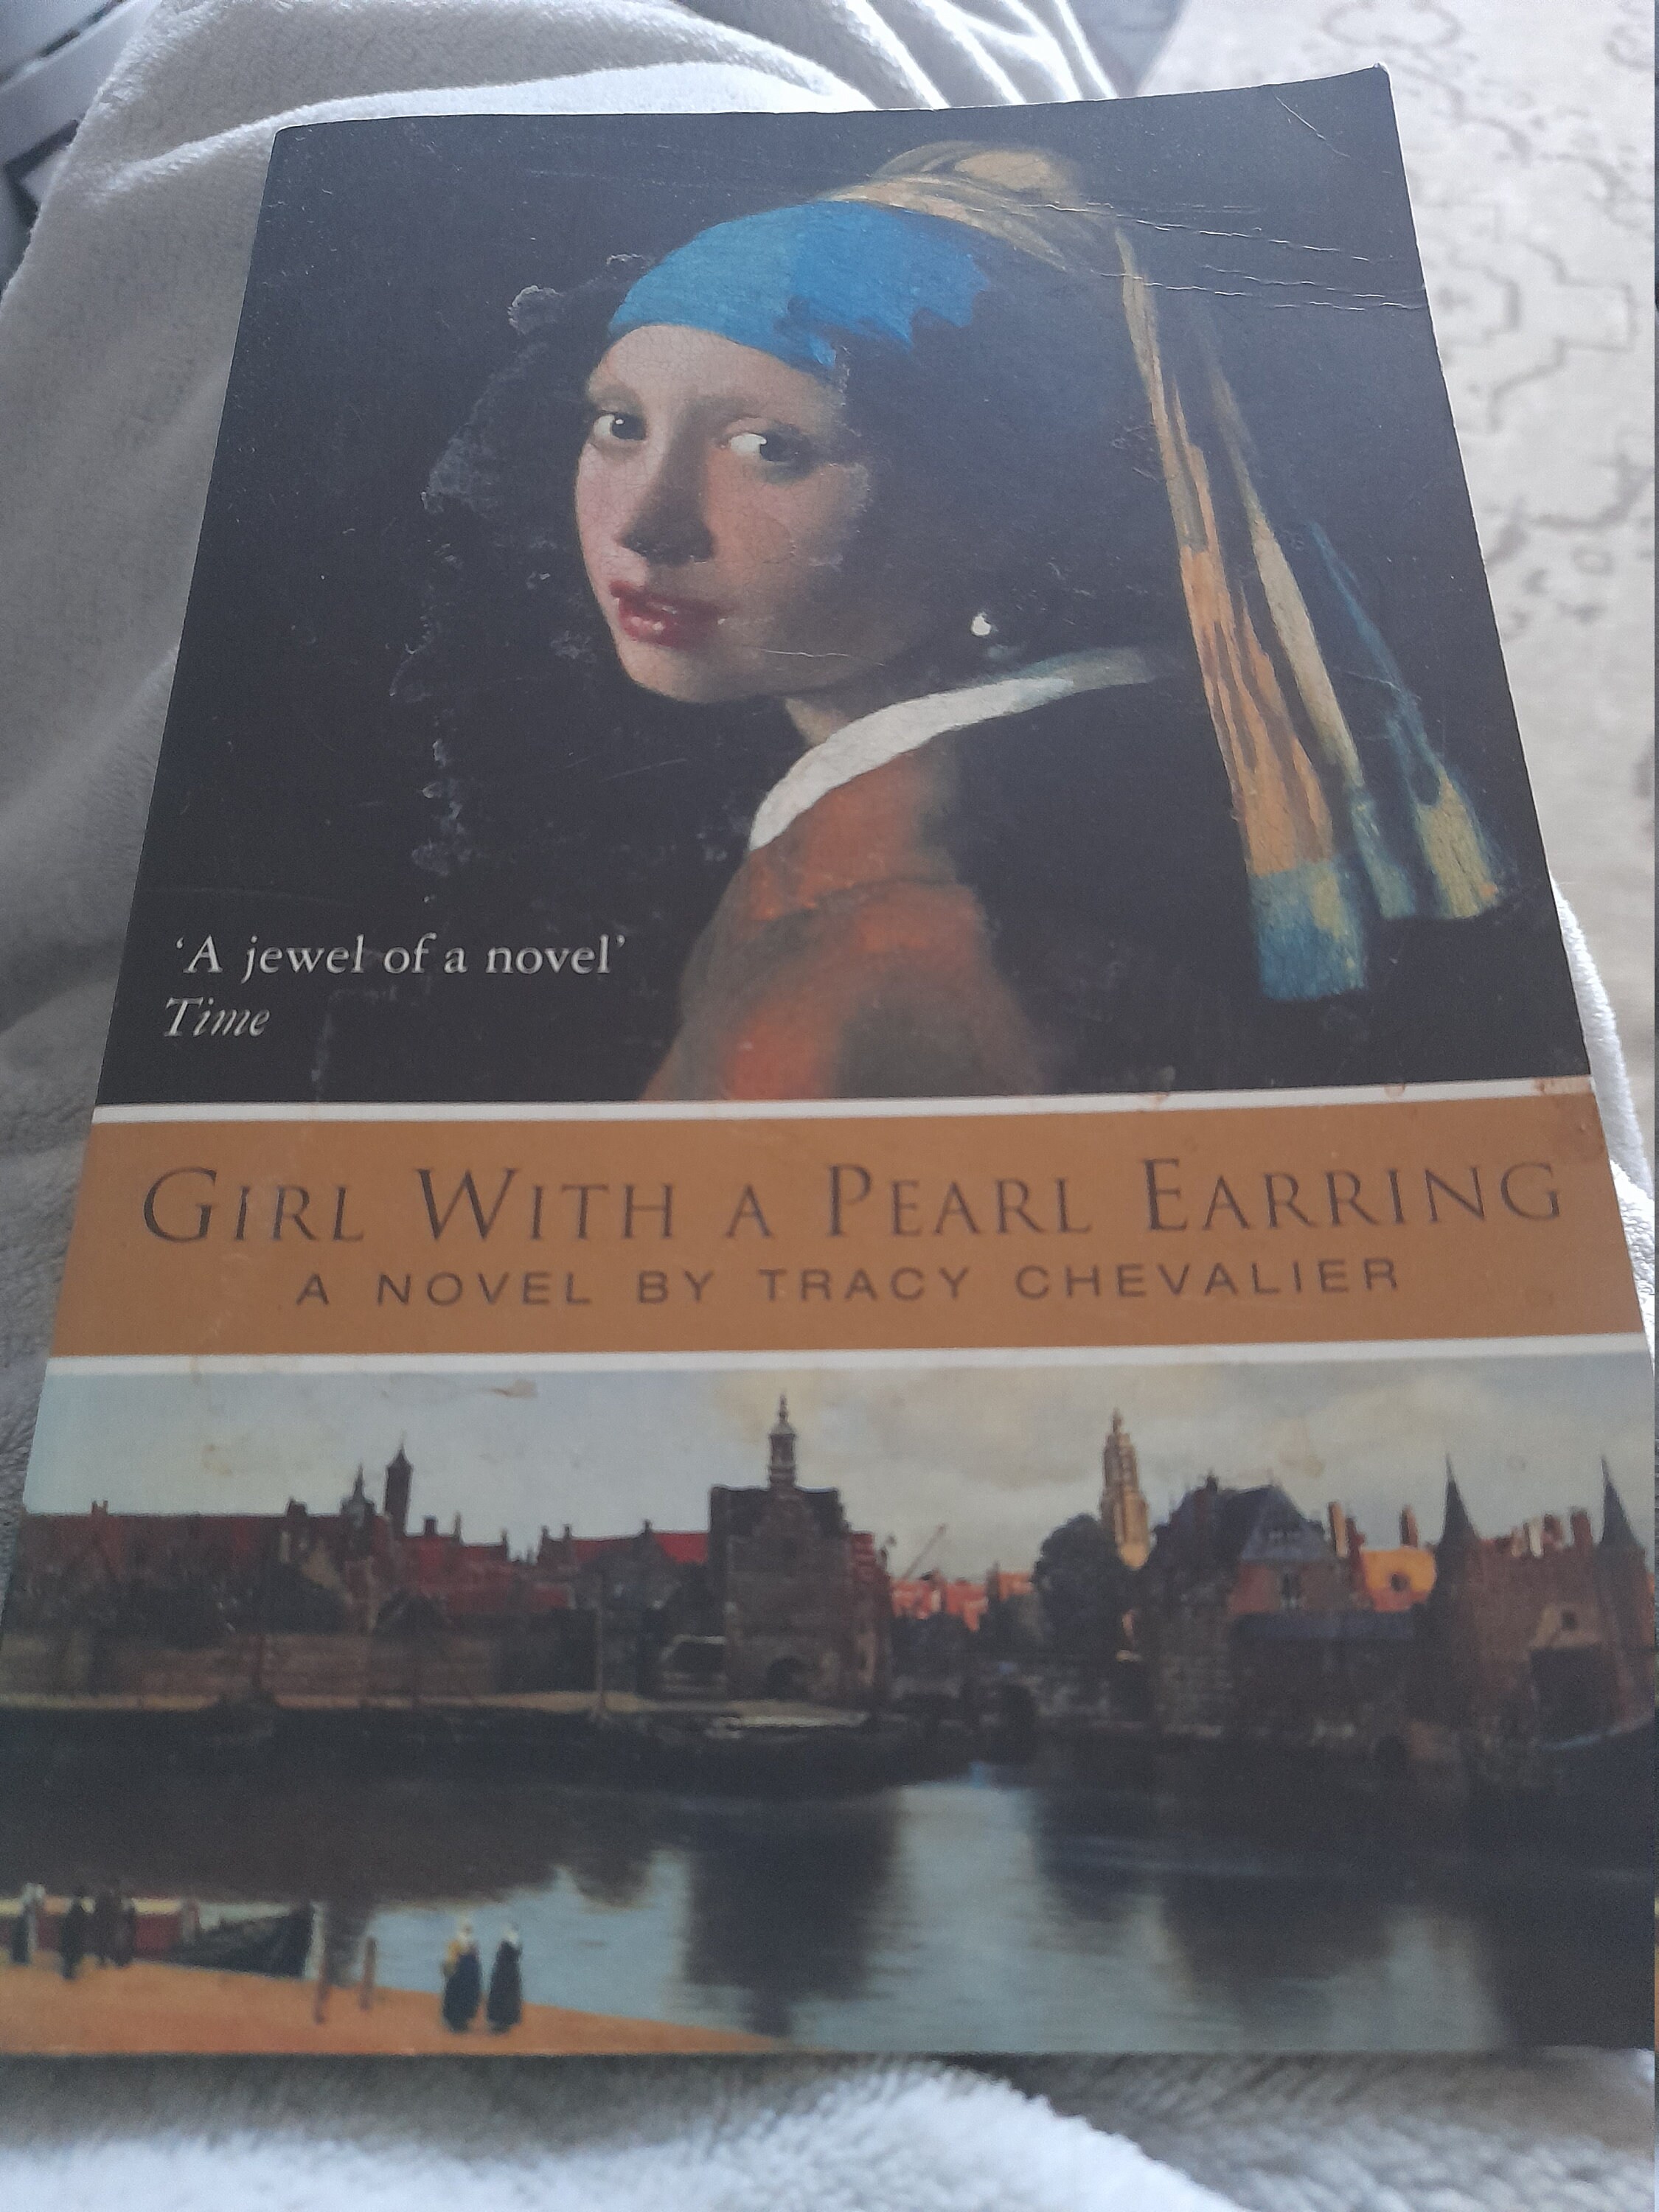 ‘A jewel of a novel’
Time
GIRL WITH A PEARL EARRING
A NOVEL BY TRACY CHEVALIER